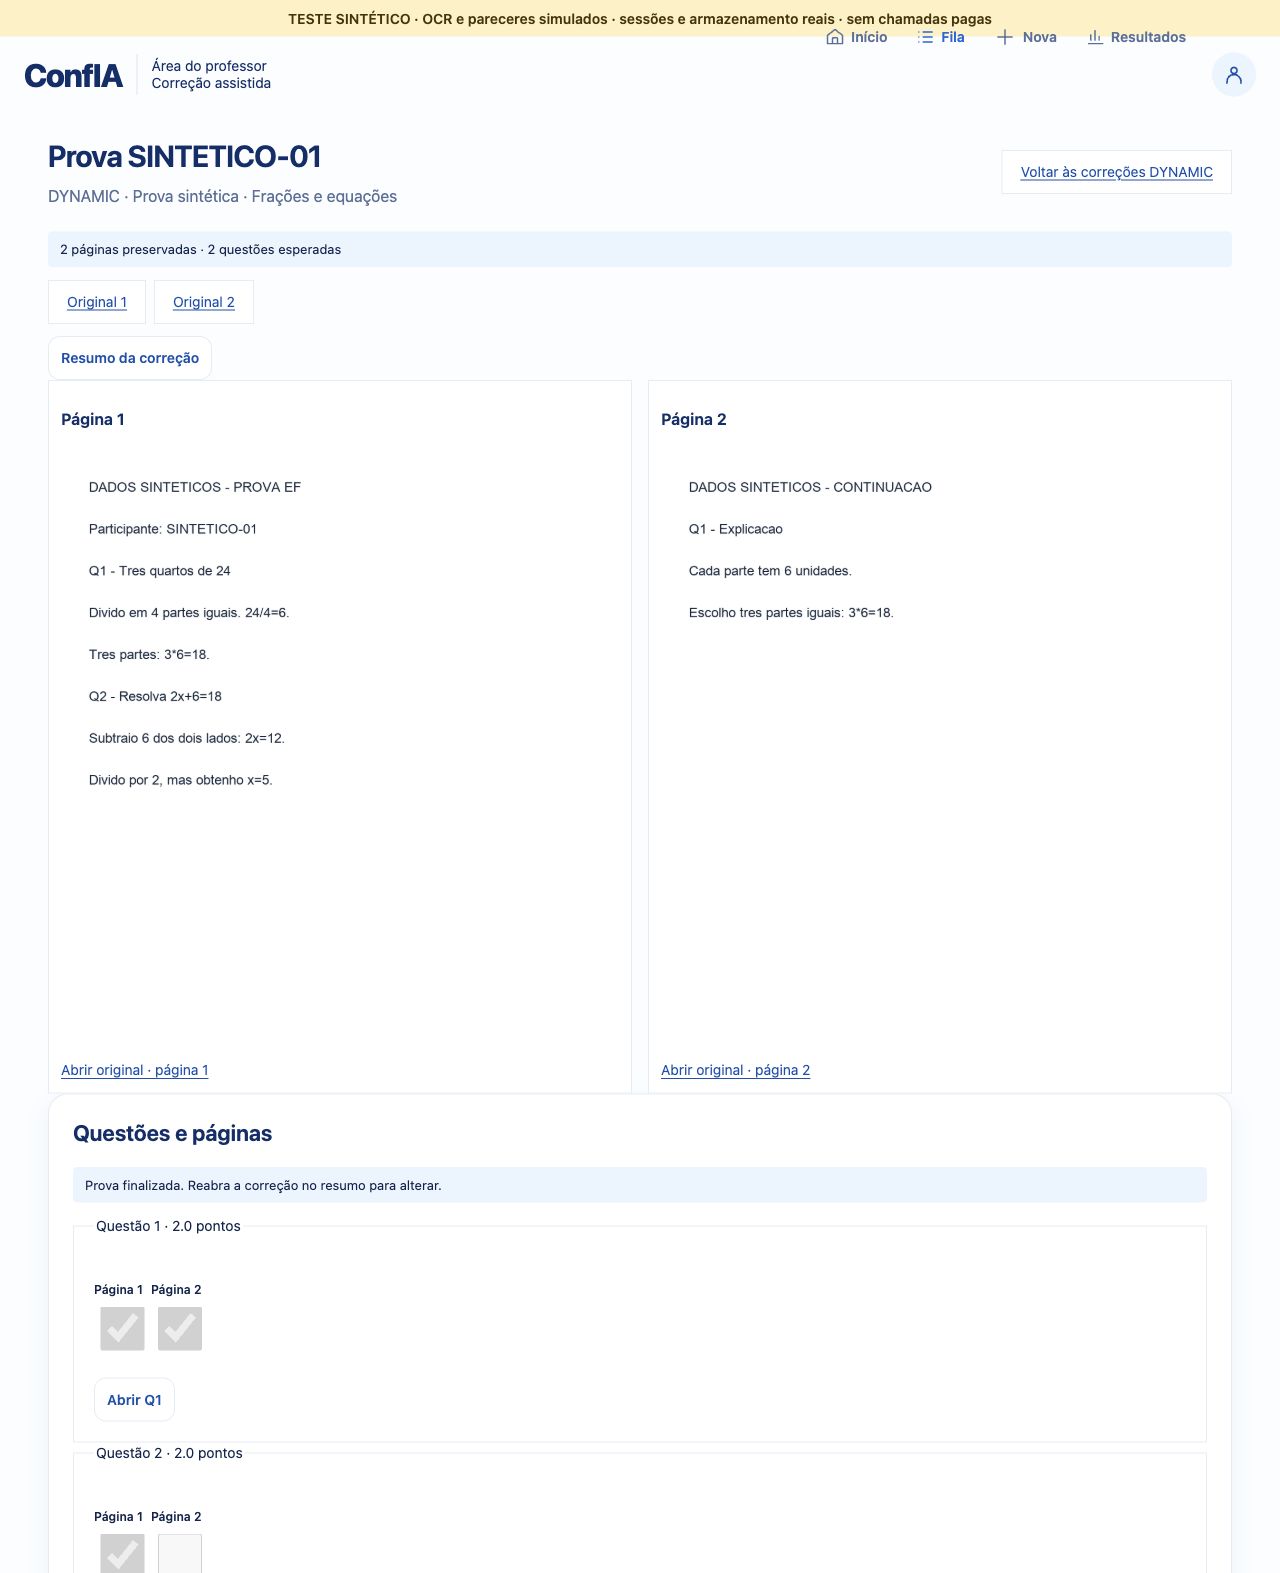 TESTE SINTÉTICO · OCR e pareceres simulados · sessões e armazenamento reais · sem chamadas pagas
Início
Fila
Nova
Resultados
ConfIA
Área do professor
Correção assistida
Prova SINTETICO-01
DYNAMIC · Prova sintética · Frações e equações
Voltar às correções DYNAMIC
2 páginas preservadas · 2 questões esperadas
Original 1
Original 2
Resumo da correção
Página 1
DADOS SINTETICOS - PROVA EF
Participante: SINTETICO-01
Q1 - Tres quartos de 24
Divido em 4 partes iguais. 24/4=6.
Tres partes: 3*6=18.
Q2 - Resolva 2x+6=18
Subtraio 6 dos dois lados: 2x=12.
Divido por 2, mas obtenho x=5.
Abrir original · página 1
Página 2
DADOS SINTETICOS - CONTINUACAO
Q1 - Explicacao
Cada parte tem 6 unidades.
Escolho tres partes iguais: 3*6=18.
Abrir original · página 2
Questões e páginas
Prova finalizada. Reabra a correção no resumo para alterar.
Questão 1 · 2.0 pontos
Página 1 Página 2
Abrir Q1
Questão 2 · 2.0 pontos
Página 1 Página 2